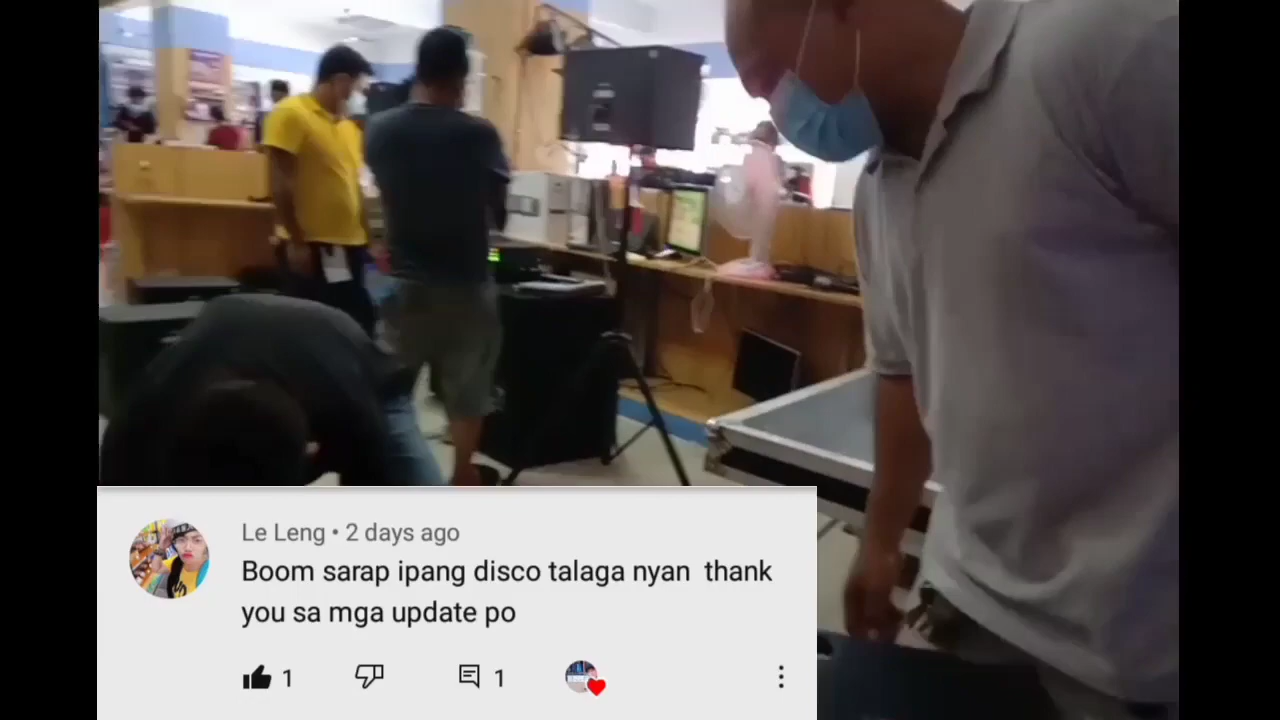 Le Leng • 2 days ago
Boom sarap ipang disco talaga nyan thank
you sa mga update po
1
1